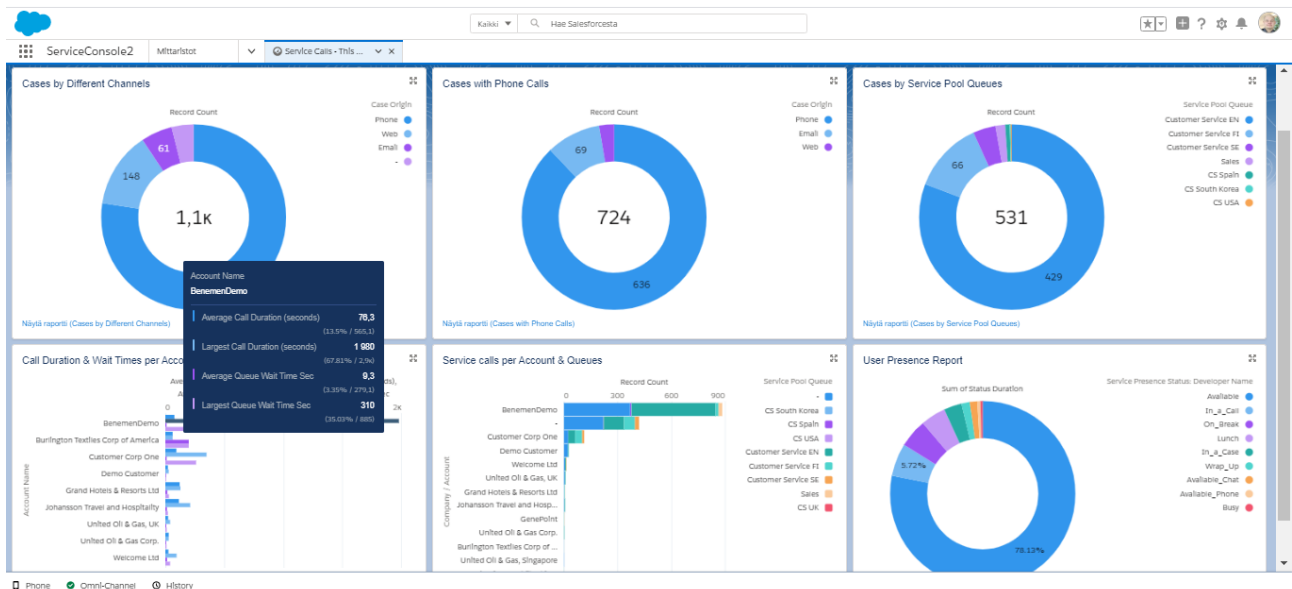 Kaikki
Hae Salesforcesta
ServiceConsole2
Mittaristot
Service Calls - This ...
Cases by Different Channels
Record Count
Case Origin
Phone
Web
Email
-
61
148
1,1K
Näytä raportti (Cases by Different Channels)
Cases with Phone Calls
Record Count
Case Origin
Phone
Email
Web
69
724
636
Näytä raportti (Cases with Phone Calls)
Cases by Service Pool Queues
Record Count
Service Pool Queue
Customer Service EN
Customer Service FI
Customer Service SE
Sales
CS Spain
CS South Korea
CS USA
66
531
429
Näytä raportti (Cases by Service Pool Queues)
Account Name
BenemenDemo
Average Call Duration (seconds) 76,3
(13.5% / 565,1)
Largest Call Duration (seconds) 1 980
(67.81% / 2,9k)
Average Queue Wait Time Sec 9,3
(3.35% / 279,1)
Largest Queue Wait Time Sec 310
(35.03% / 885)
Call Duration & Wait Times per Acco
Ave
ds),
A
c
0
2K
Account Name
BenemenDemo
Burlington Textiles Corp of America
Customer Corp One
Demo Customer
Grand Hotels & Resorts Ltd
Johansson Travel and Hospitality
United Oil & Gas, UK
United Oil & Gas Corp.
Welcome Ltd
Service calls per Account & Queues
Record Count
0 300 600 900
Company / Account
BenemenDemo
-
Customer Corp One
Demo Customer
Welcome Ltd
United Oil & Gas, UK
Grand Hotels & Resorts Ltd
Johansson Travel and Hosp...
GenePoint
United Oil & Gas Corp.
Burlington Textiles Corp of ...
United Oil & Gas, Singapore
Service Pool Queue
-
CS South Korea
CS Spain
CS USA
Customer Service EN
Customer Service FI
Customer Service SE
Sales
CS UK
User Presence Report
Sum of Status Duration
Service Presence Status: Developer Name
Available
In_a_Call
On_Break
Lunch
In_a_Case
Wrap_Up
Available_Chat
Available_Phone
Busy
5.72%
78.13%
Phone
Omni-Channel
History